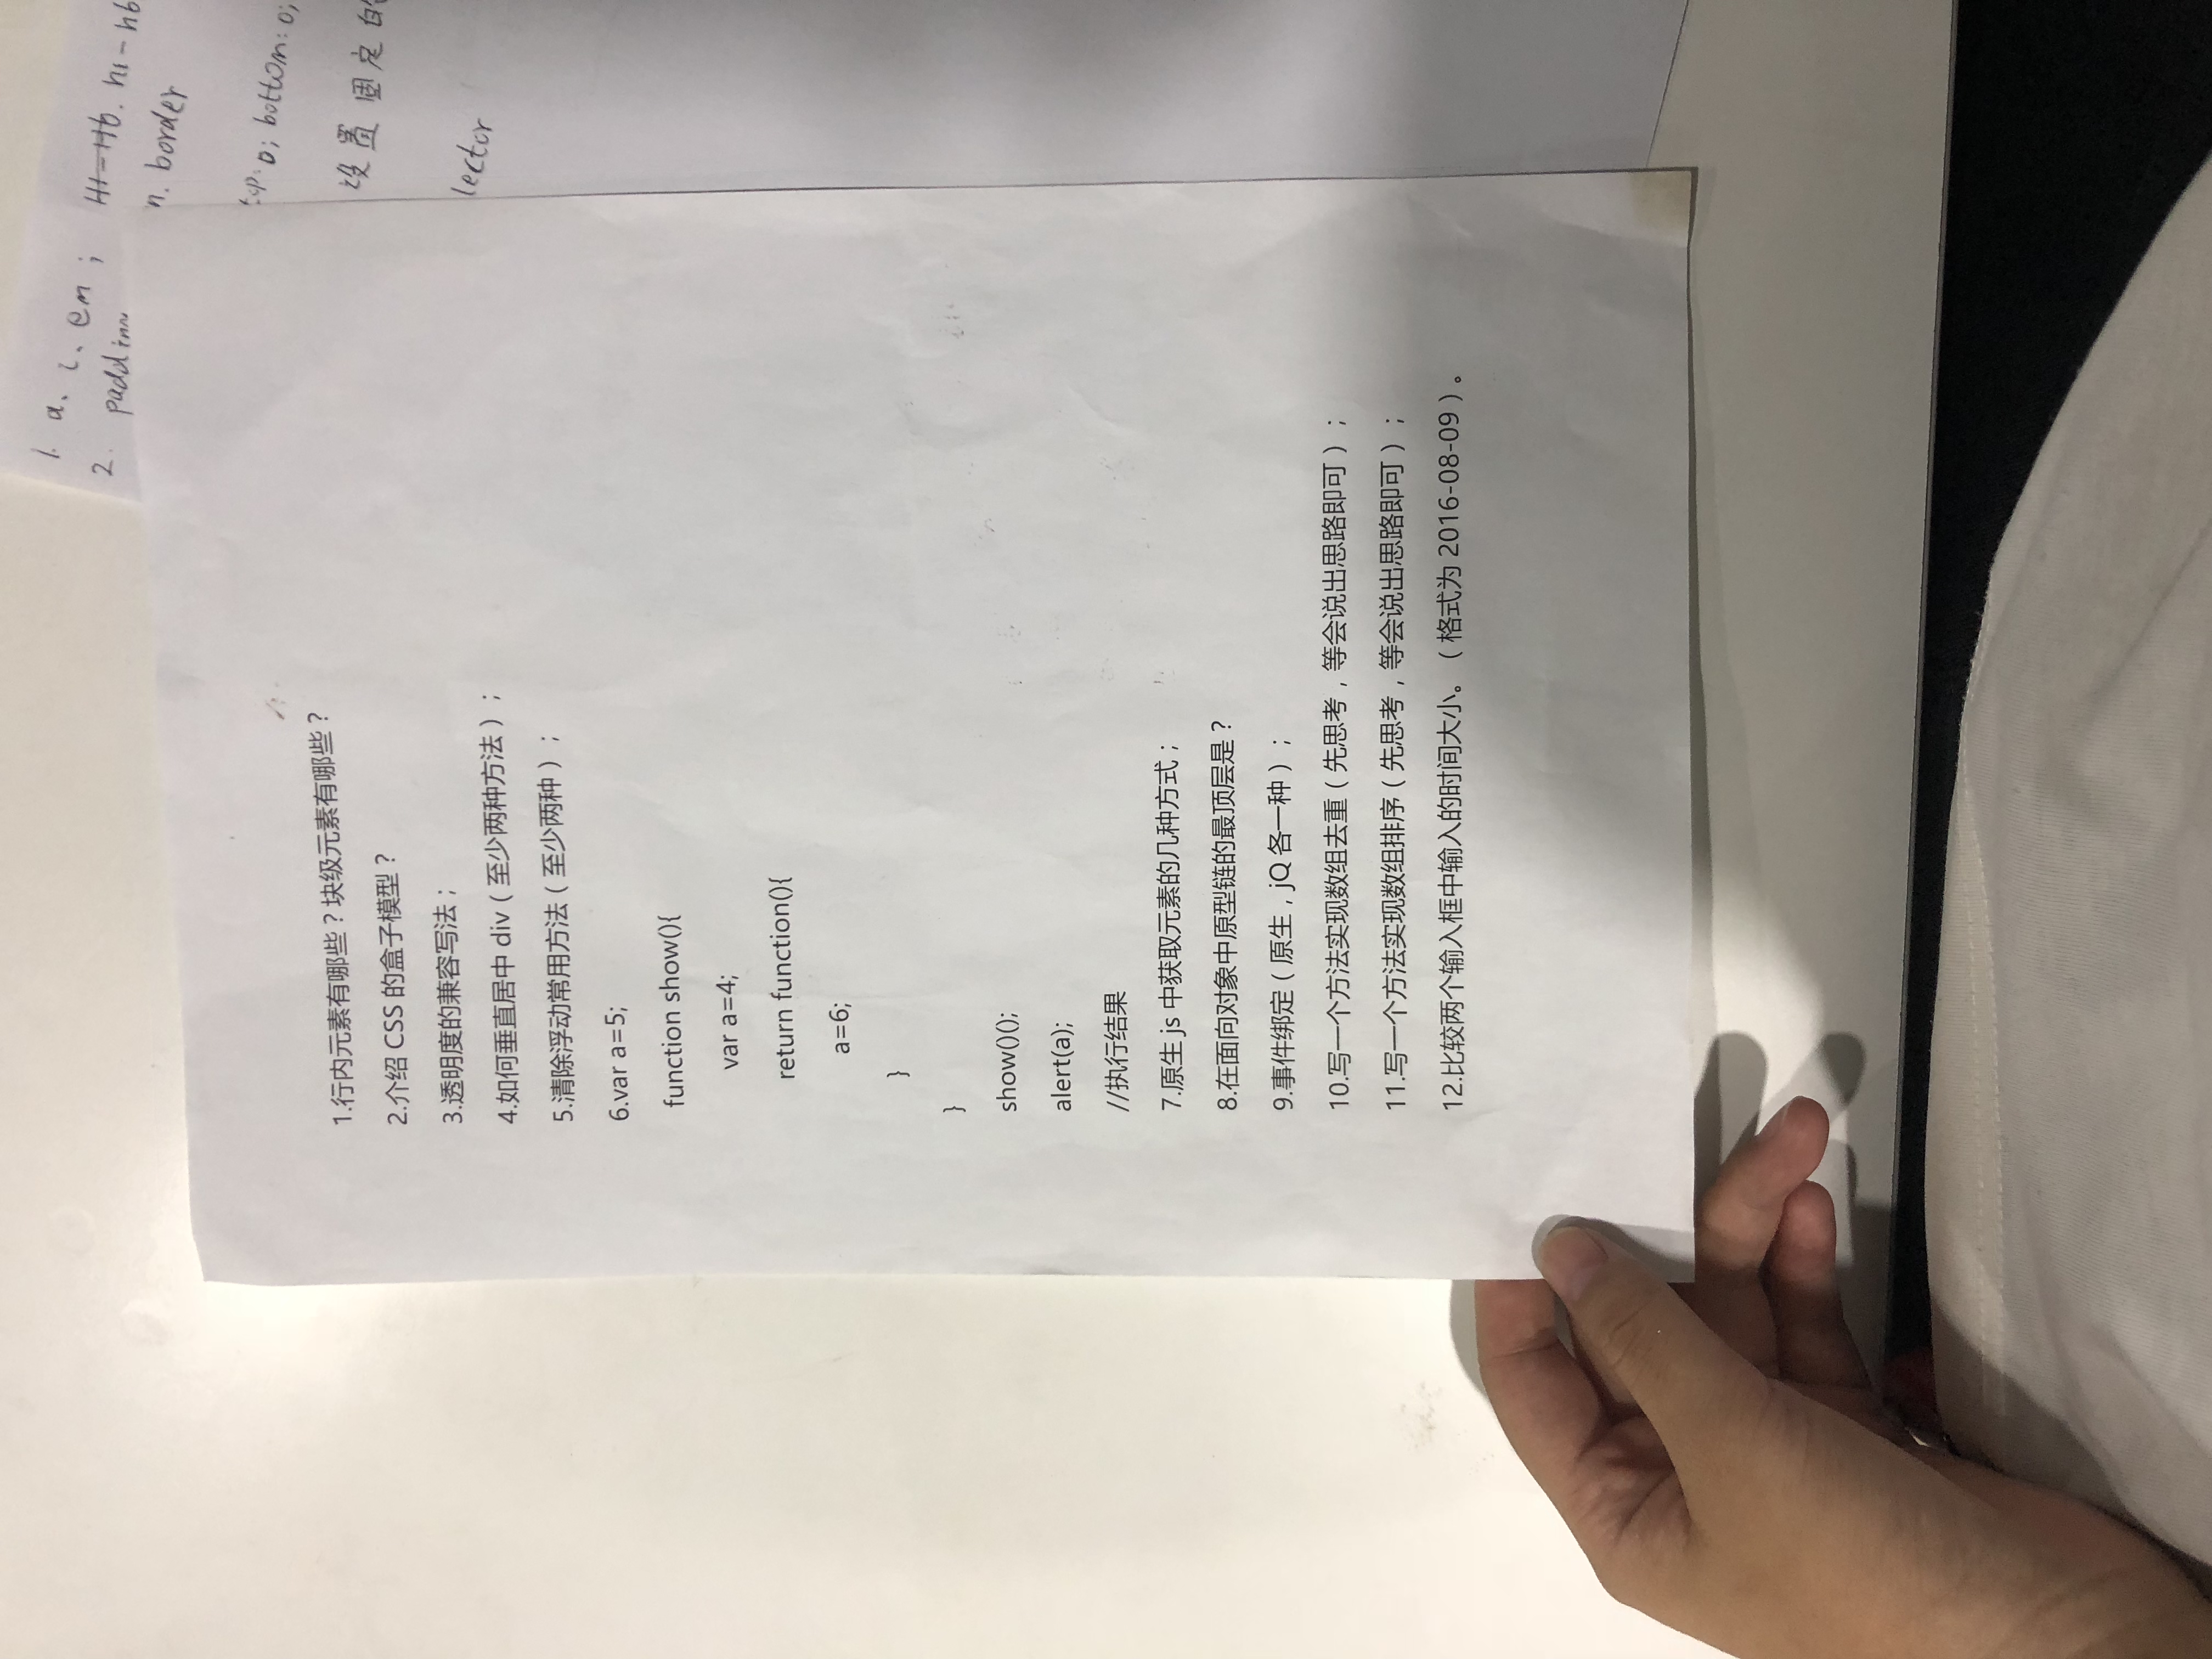 1. a. i. em ; h1-h6
2. padding
n. border
top: 0; bottom: 0;
设置固定的
lector
1.行内元素有哪些？块级元素有哪些？
2.介绍 CSS 的盒子模型？
3.透明度的兼容写法；
4.如何垂直居中 div（至少两种方法）；
5.清除浮动常用方法（至少两种）；
6.var a=5;
function show(){
var a=4;
return function(){
a=6;
}
}
show()();
alert(a);
//执行结果
7.原生 js 中获取元素的几种方式；
8.在面向对象中原型链的最顶层是？
9.事件绑定（原生，jQ 各一种）；
10.写一个方法实现数组去重（先思考，等会说出思路即可）；
11.写一个方法实现数组排序（先思考，等会说出思路即可）；
12.比较两个输入框中输入的时间大小。（格式为 2016-08-09）。